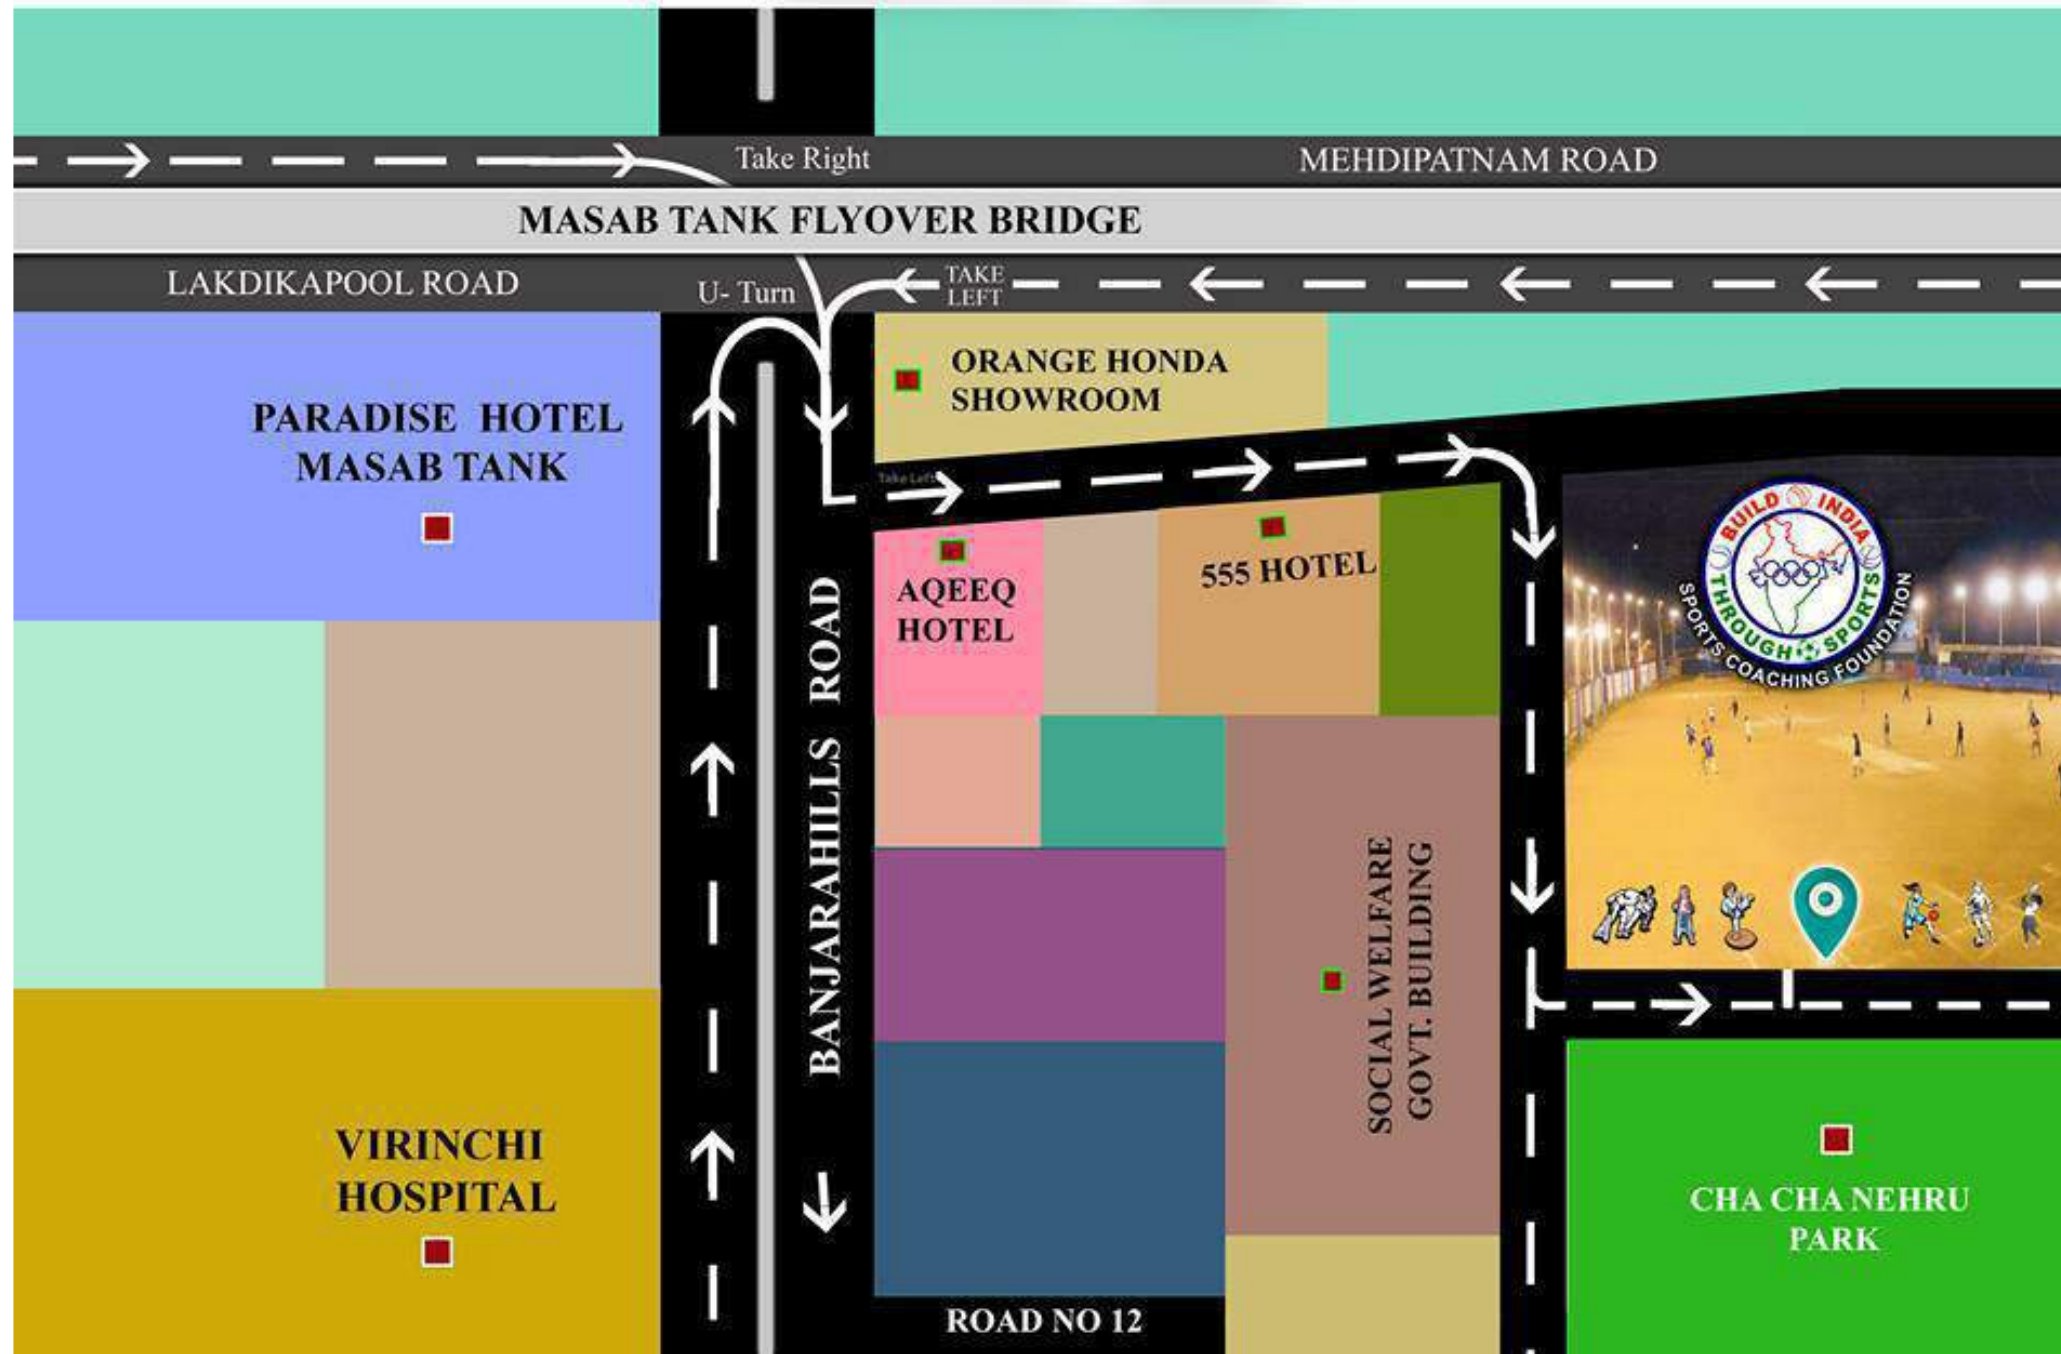 Take Right
MEHDIPATNAM ROAD
MASAB TANK FLYOVER BRIDGE
LAKDIKAPOOL ROAD
U- Turn
TAKE
LEFT
ORANGE HONDA
SHOWROOM
PARADISE HOTEL
MASAB TANK
Take Left
AQEEQ
HOTEL
555 HOTEL
BUILD INDIA
THROUGH SPORTS
SPORTS COACHING FOUNDATION
BANJARAHILLS ROAD
SOCIAL WELFARE
GOVT. BUILDING
VIRINCHI
HOSPITAL
CHA CHA NEHRU
PARK
ROAD NO 12